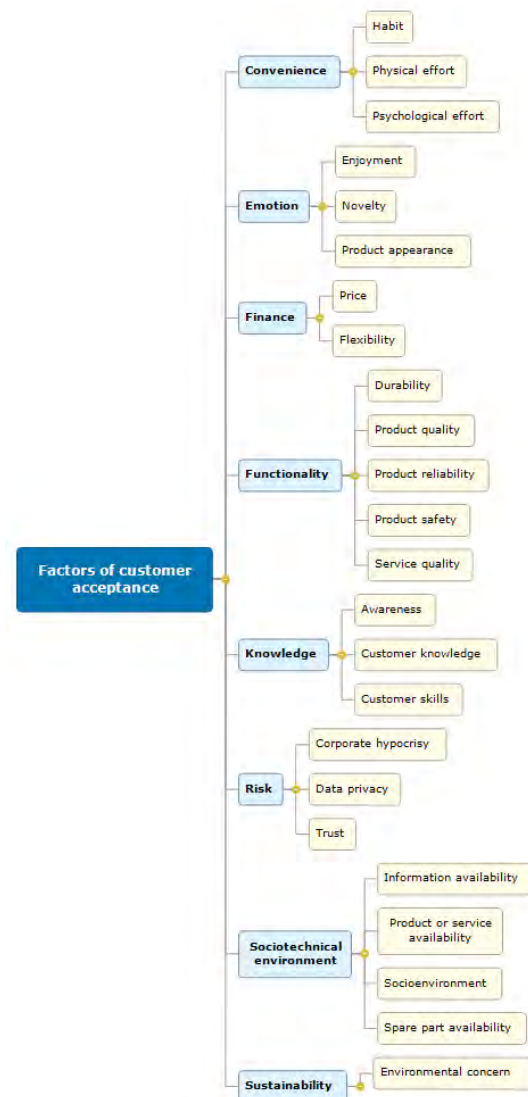 Habit
Convenience
Physical effort
Psychological effort
Enjoyment
Emotion
Novelty
Product appearance
Price
Finance
Flexibility
Durability
Product quality
Functionality
Product reliability
Product safety
Service quality
Factors of customer
acceptance
Awareness
Knowledge
Customer knowledge
Customer skills
Corporate hypocrisy
Risk
Data privacy
Trust
Information availability
Product or service
availability
Sociotechnical
environment
Socioenvironment
Spare part availability
Environmental concern
Sustainability